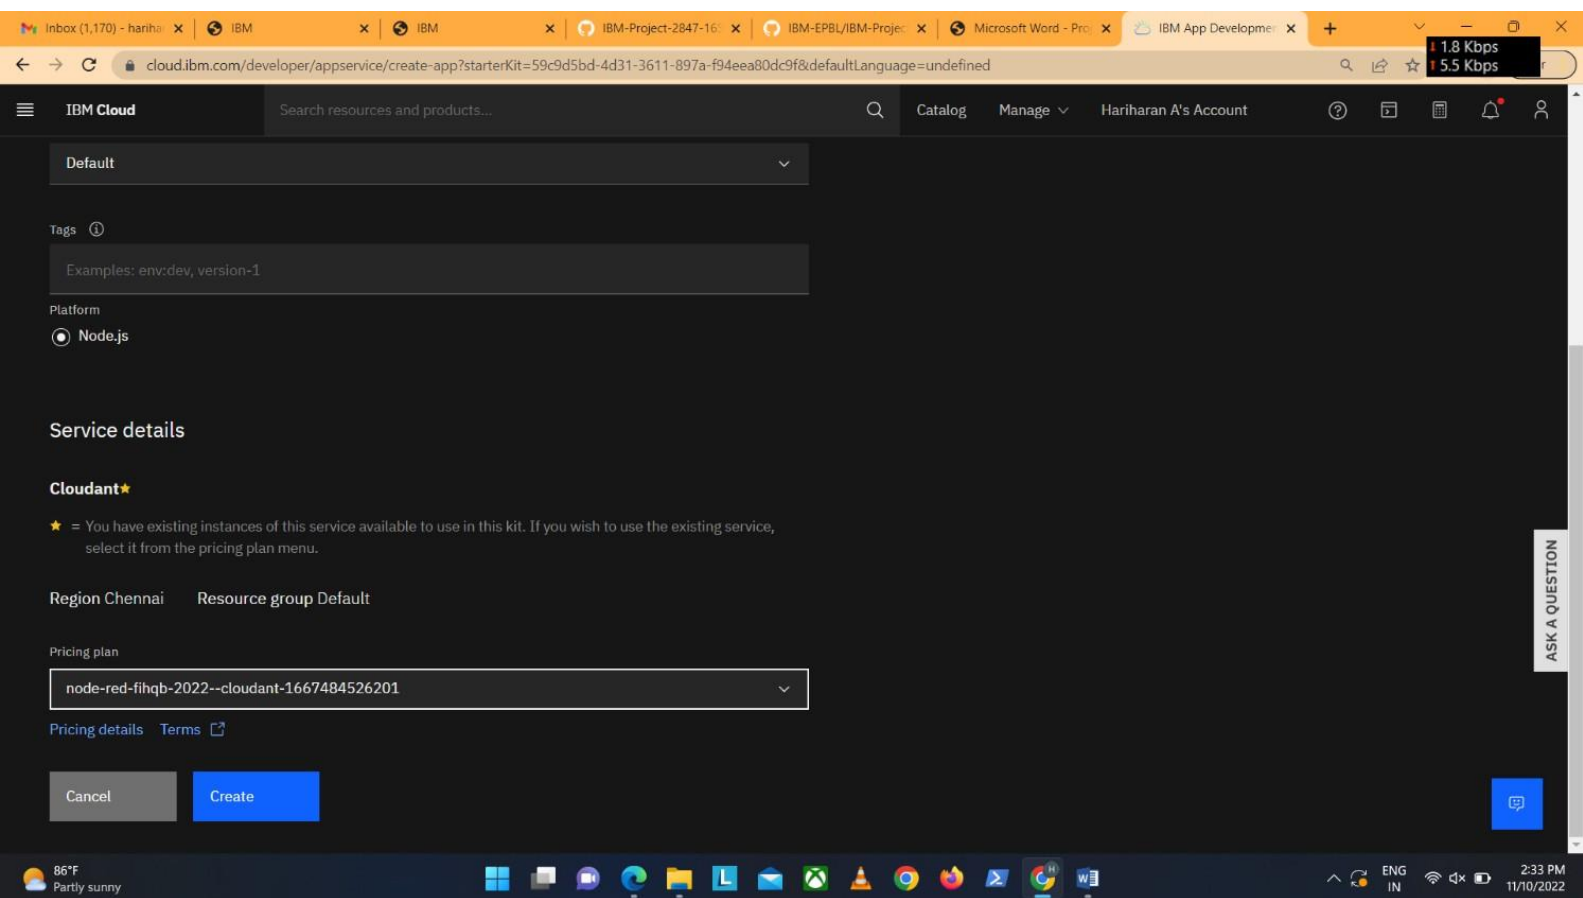 Inbox (1,170) - hariha
IBM
IBM
IBM-Project-2847-165
IBM-EPBL/IBM-Projec
Microsoft Word - Pro
IBM App Developmen
1.8 Kbps
5.5 Kbps
cloud.ibm.com/developer/appservice/create-app?starterKit=59c9d5bd-4d31-3611-897a-f94eea80dc9f&defaultLanguage=undefined
IBM Cloud
Search resources and products...
Catalog
Manage
Hariharan A's Account
Default
Tags
Examples: env:dev, version-1
Platform
Node.js
Service details
Cloudant★
★ = You have existing instances of this service available to use in this kit. If you wish to use the existing service,
select it from the pricing plan menu.
Region Chennai Resource group Default
Pricing plan
node-red-fihqb-2022--cloudant-1667484526201
Pricing details Terms
Cancel
Create
ASK A QUESTION
86°F
Partly sunny
ENG
IN
2:33 PM
11/10/2022